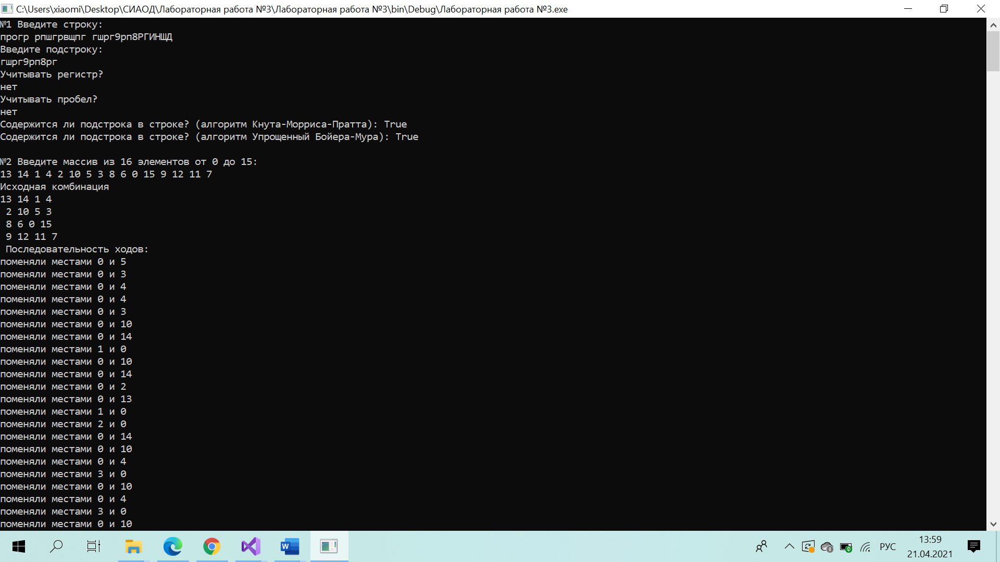 C:\Users\xiaomi\Desktop\СИАОД\Лабораторная работа №3\Лабораторная работа №3\bin\Debug\Лабораторная работа №3.exe
№1 Введите строку:
прогр рпшгрвщпг гшрг9рп8РГИНШД
Введите подстроку:
гшрг9рп8рг
Учитывать регистр?
нет
Учитывать пробел?
нет
Содержится ли подстрока в строке? (алгоритм Кнута-Морриса-Пратта): True
Содержится ли подстрока в строке? (алгоритм Упрощенный Бойера-Мура): True
№2 Введите массив из 16 элементов от 0 до 15:
13 14 1 4 2 10 5 3 8 6 0 15 9 12 11 7
Исходная комбинация
13 14 1 4
2 10 5 3
8 6 0 15
9 12 11 7
Последовательность ходов:
поменяли местами 0 и 5
поменяли местами 0 и 3
поменяли местами 0 и 4
поменяли местами 0 и 4
поменяли местами 0 и 3
поменяли местами 0 и 10
поменяли местами 0 и 14
поменяли местами 1 и 0
поменяли местами 0 и 10
поменяли местами 0 и 14
поменяли местами 0 и 2
поменяли местами 0 и 13
поменяли местами 1 и 0
поменяли местами 2 и 0
поменяли местами 0 и 14
поменяли местами 0 и 10
поменяли местами 0 и 4
поменяли местами 3 и 0
поменяли местами 0 и 10
поменяли местами 0 и 4
поменяли местами 3 и 0
поменяли местами 0 и 10
W
РУС
13:59
21.04.2021